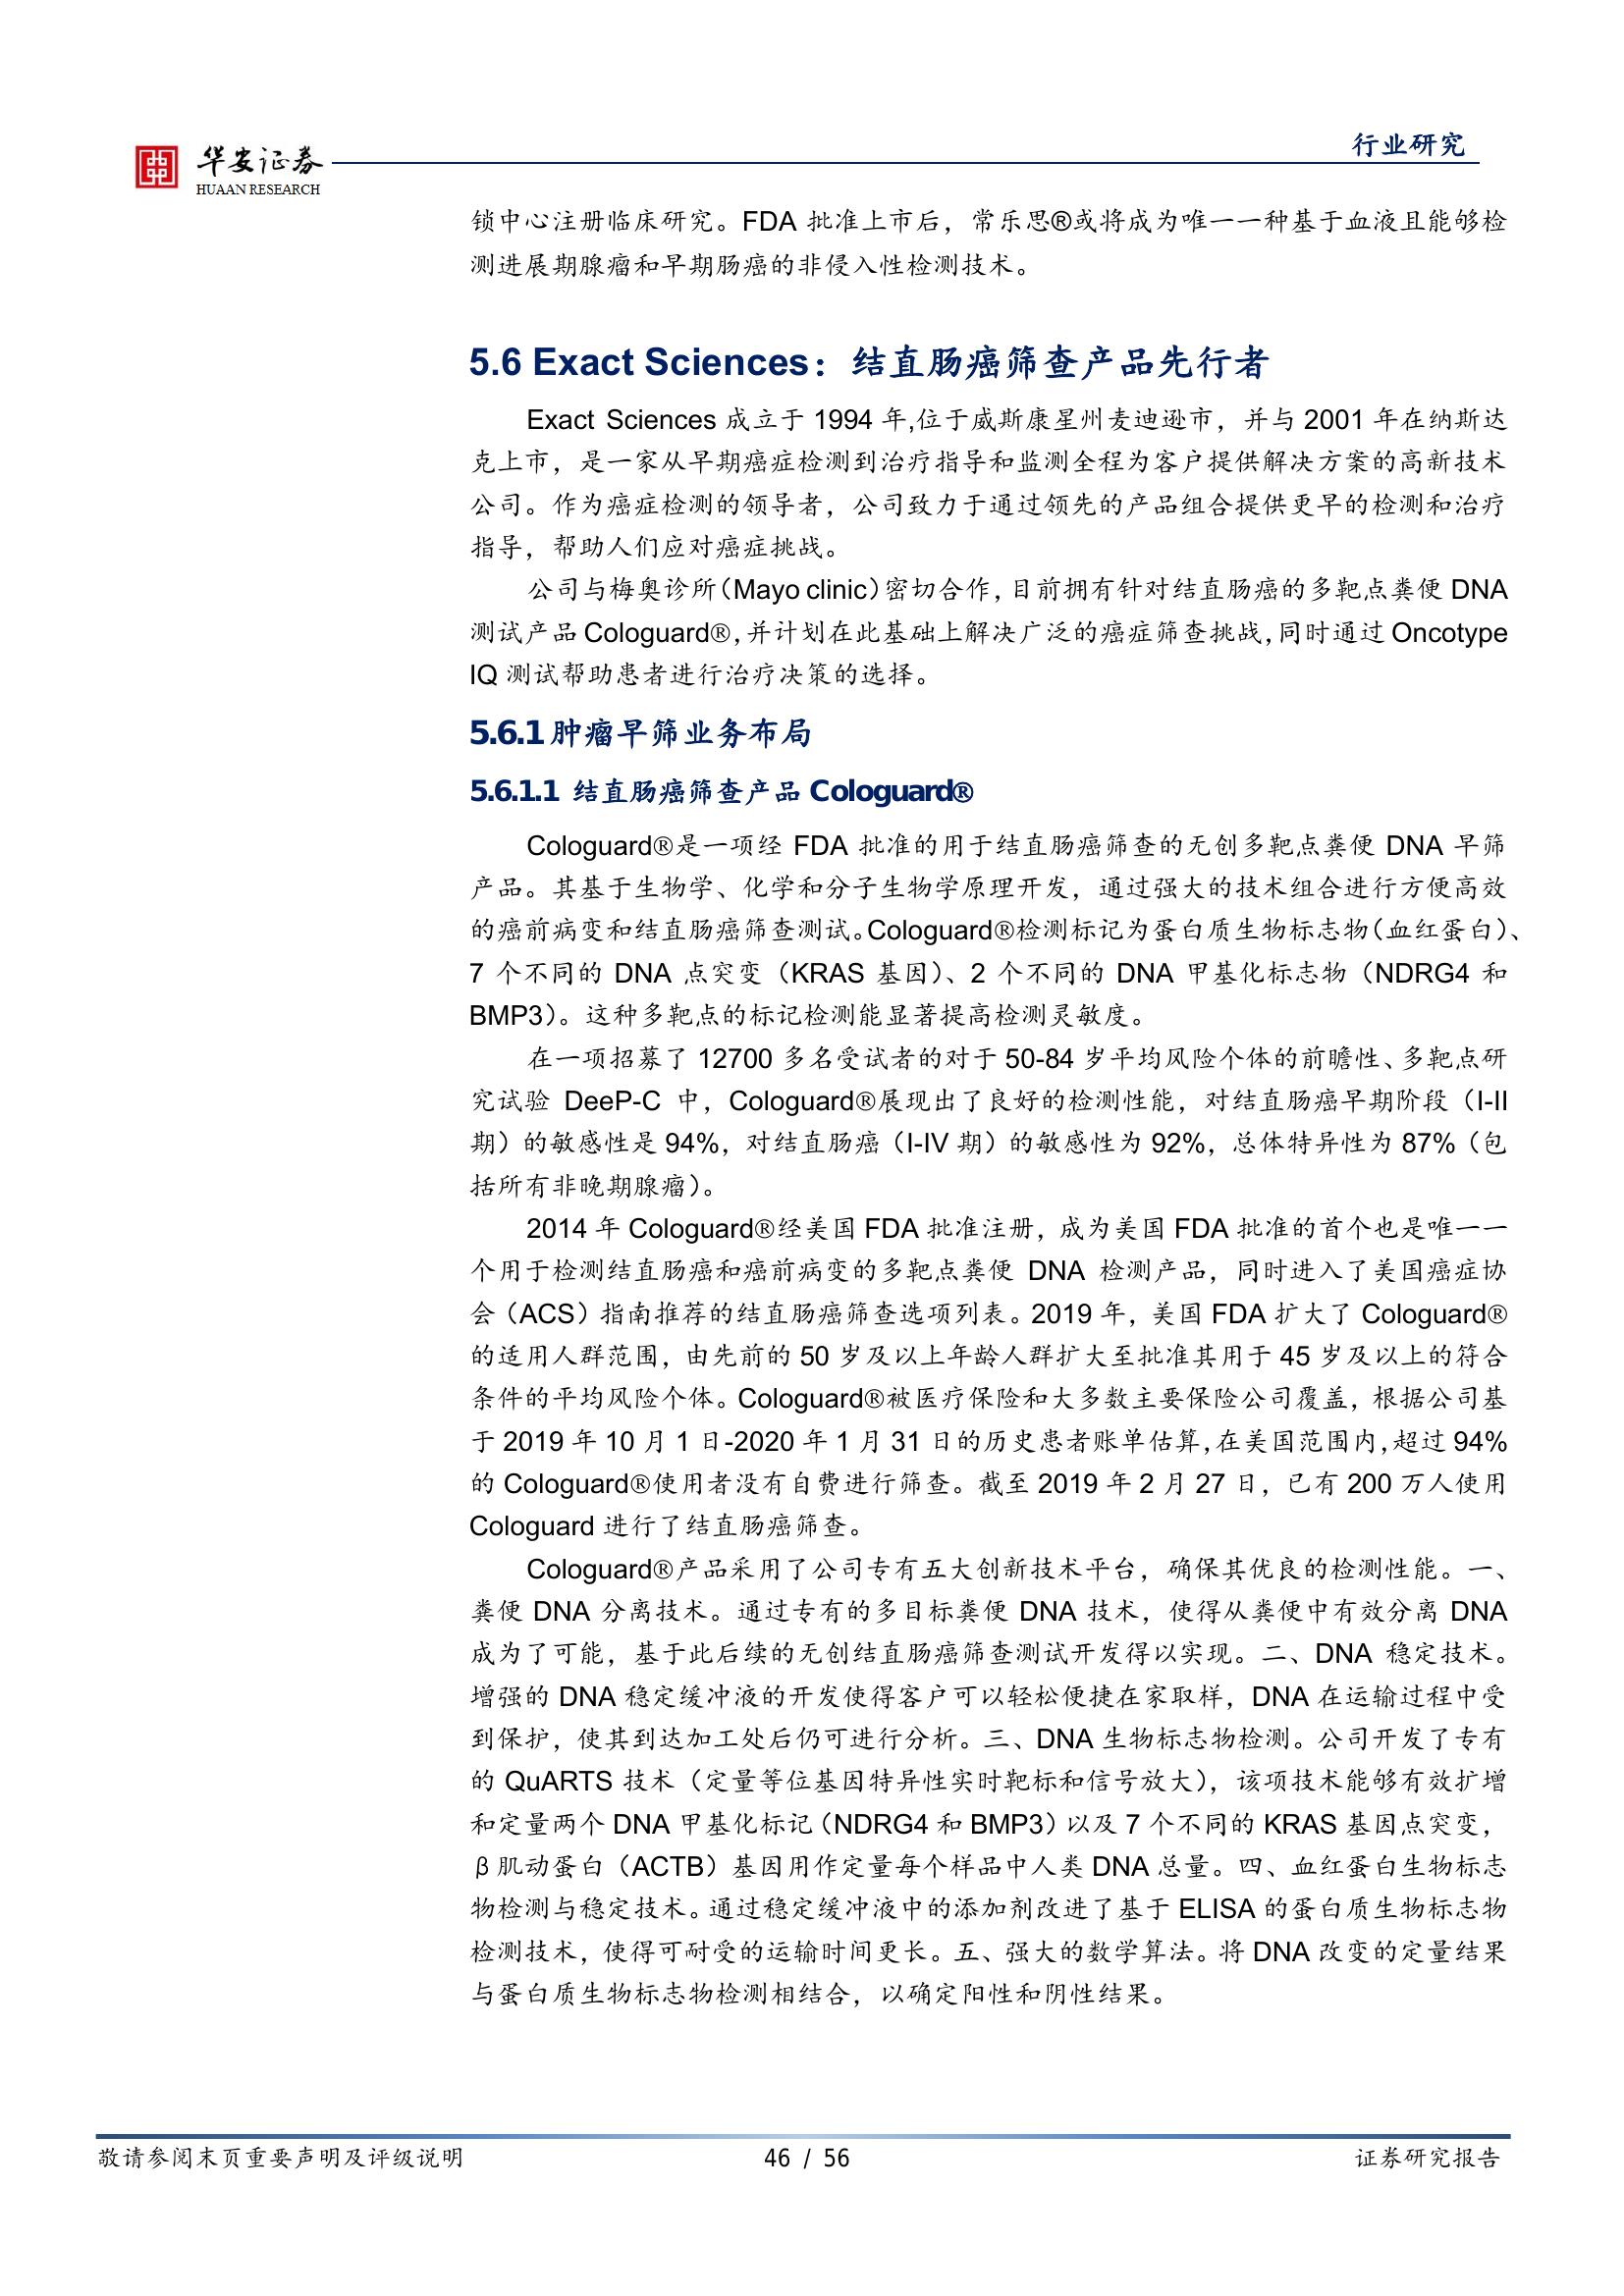 华安证券
HUAAN RESEARCH
行业研究
锁中心注册临床研究。FDA 批准上市后，常乐思®或将成为唯一一种基于血液且能够检
测进展期腺瘤和早期肠癌的非侵入性检测技术。
5.6 Exact Sciences：结直肠癌筛查产品先行者
Exact Sciences 成立于 1994 年,位于威斯康星州麦迪逊市，并与 2001 年在纳斯达
克上市，是一家从早期癌症检测到治疗指导和监测全程为客户提供解决方案的高新技术
公司。作为癌症检测的领导者，公司致力于通过领先的产品组合提供更早的检测和治疗
指导，帮助人们应对癌症挑战。
公司与梅奥诊所（Mayo clinic）密切合作，目前拥有针对结直肠癌的多靶点粪便 DNA
测试产品 Cologuard®，并计划在此基础上解决广泛的癌症筛查挑战，同时通过 Oncotype
IQ 测试帮助患者进行治疗决策的选择。
5.6.1 肿瘤早筛业务布局
5.6.1.1 结直肠癌筛查产品 Cologuard®
Cologuard®是一项经 FDA 批准的用于结直肠癌筛查的无创多靶点粪便 DNA 早筛
产品。其基于生物学、化学和分子生物学原理开发，通过强大的技术组合进行方便高效
的癌前病变和结直肠癌筛查测试。Cologuard®检测标记为蛋白质生物标志物（血红蛋白）、
7 个不同的 DNA 点突变（KRAS 基因）、2 个不同的 DNA 甲基化标志物（NDRG4 和
BMP3）。这种多靶点的标记检测能显著提高检测灵敏度。
在一项招募了 12700 多名受试者的对于 50-84 岁平均风险个体的前瞻性、多靶点研
究试验 DeeP-C 中，Cologuard®展现出了良好的检测性能，对结直肠癌早期阶段（I-II
期）的敏感性是 94%，对结直肠癌（I-IV 期）的敏感性为 92%，总体特异性为 87%（包
括所有非晚期腺瘤）。
2014 年 Cologuard®经美国 FDA 批准注册，成为美国 FDA 批准的首个也是唯一一
个用于检测结直肠癌和癌前病变的多靶点粪便 DNA 检测产品，同时进入了美国癌症协
会（ACS）指南推荐的结直肠癌筛查选项列表。2019 年，美国 FDA 扩大了 Cologuard®
的适用人群范围，由先前的 50 岁及以上年龄人群扩大至批准其用于 45 岁及以上的符合
条件的平均风险个体。Cologuard®被医疗保险和大多数主要保险公司覆盖，根据公司基
于 2019 年 10 月 1 日-2020 年 1 月 31 日的历史患者账单估算，在美国范围内，超过 94%
的 Cologuard®使用者没有自费进行筛查。截至 2019 年 2 月 27 日，已有 200 万人使用
Cologuard 进行了结直肠癌筛查。
Cologuard®产品采用了公司专有五大创新技术平台，确保其优良的检测性能。一、
粪便 DNA 分离技术。通过专有的多目标粪便 DNA 技术，使得从粪便中有效分离 DNA
成为了可能，基于此后续的无创结直肠癌筛查测试开发得以实现。二、DNA 稳定技术。
增强的 DNA 稳定缓冲液的开发使得客户可以轻松便捷在家取样，DNA 在运输过程中受
到保护，使其到达加工处后仍可进行分析。三、DNA 生物标志物检测。公司开发了专有
的 QuARTS 技术（定量等位基因特异性实时靶标和信号放大），该项技术能够有效扩增
和定量两个 DNA 甲基化标记（NDRG4 和 BMP3）以及 7 个不同的 KRAS 基因点突变，
β肌动蛋白（ACTB）基因用作定量每个样品中人类 DNA 总量。四、血红蛋白生物标志
物检测与稳定技术。通过稳定缓冲液中的添加剂改进了基于 ELISA 的蛋白质生物标志物
检测技术，使得可耐受的运输时间更长。五、强大的数学算法。将 DNA 改变的定量结果
与蛋白质生物标志物检测相结合，以确定阳性和阴性结果。
敬请参阅末页重要声明及评级说明
46 / 56
证券研究报告